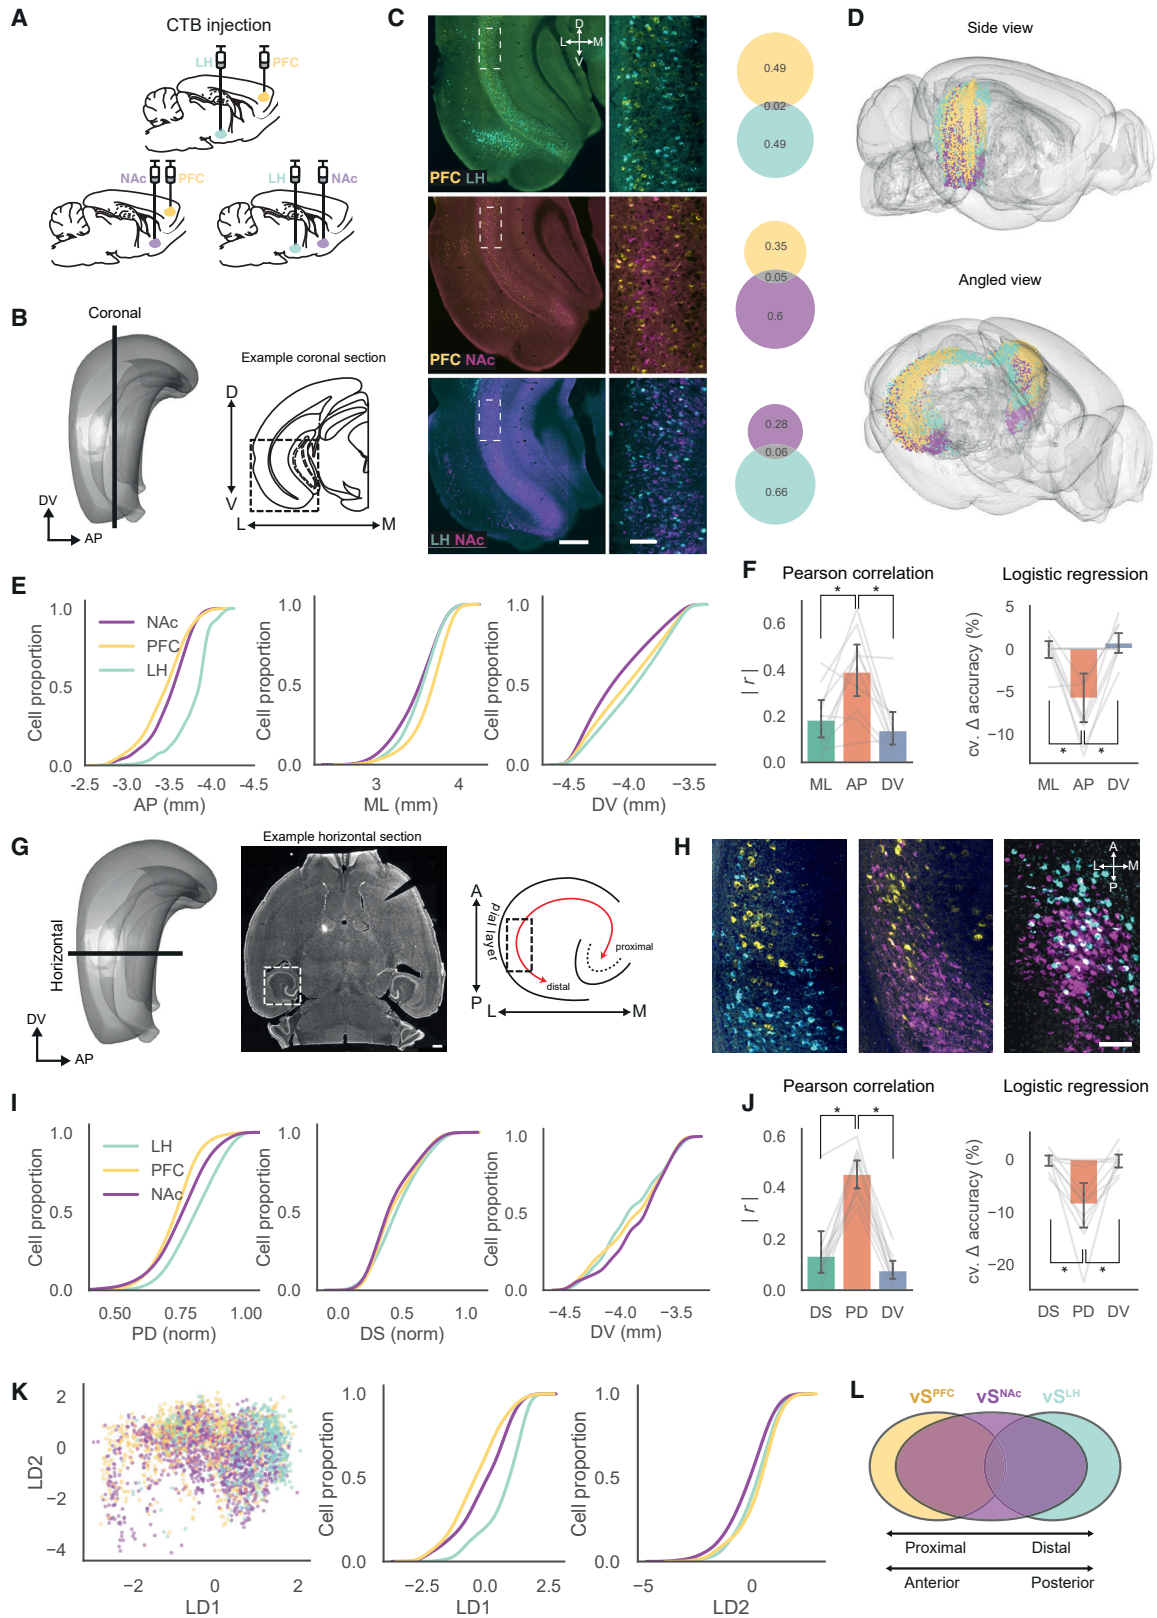 A
CTB injection
LH
PFC
NAc
PFC
LH
NAc
B
Coronal
Example coronal section
D
V
L
M
DV
AP
C
D
L
M
V
PFC LH
PFC NAc
LH NAc
0.49
0.02
0.49
0.35
0.05
0.6
0.28
0.06
0.66
D
Side view
Angled view
E
Cell proportion
1.0
0.5
0.0
NAc
PFC
LH
-2.5
-3.0
-3.5
-4.0
-4.5
AP (mm)
Cell proportion
1.0
0.5
0.0
3
4
ML (mm)
Cell proportion
1.0
0.5
0.0
−4.5
−4.0
−3.5
DV (mm)
F
Pearson correlation
*
*
| r |
0.6
0.4
0.2
0.0
ML
AP
DV
Logistic regression
cv. Δ accuracy (%)
5
0
−5
−10
*
*
ML
AP
DV
G
Horizontal
DV
AP
Example horizontal section
A
P
L
M
pial layer
proximal
distal
H
A
L
M
P
I
Cell proportion
1.0
0.5
0.0
LH
PFC
NAc
0.50
0.75
1.00
PD (norm)
Cell proportion
1.0
0.5
0.0
0.0
0.5
1.0
DS (norm)
Cell proportion
1.0
0.5
0.0
−4.5
−4.0
−3.5
DV (mm)
J
Pearson correlation
*
*
| r |
0.6
0.4
0.2
0.0
DS
PD
DV
Logistic regression
cv. Δ accuracy (%)
0
−10
−20
*
*
DS
PD
DV
K
LD2
2
0
−2
−4
−2
0
2
LD1
Cell proportion
1.0
0.5
0.0
−2.5
0.0
2.5
LD1
Cell proportion
1.0
0.5
0.0
−5
0
LD2
L
vS^PFC
vS^NAc
vS^LH
Proximal
Distal
Anterior
Posterior